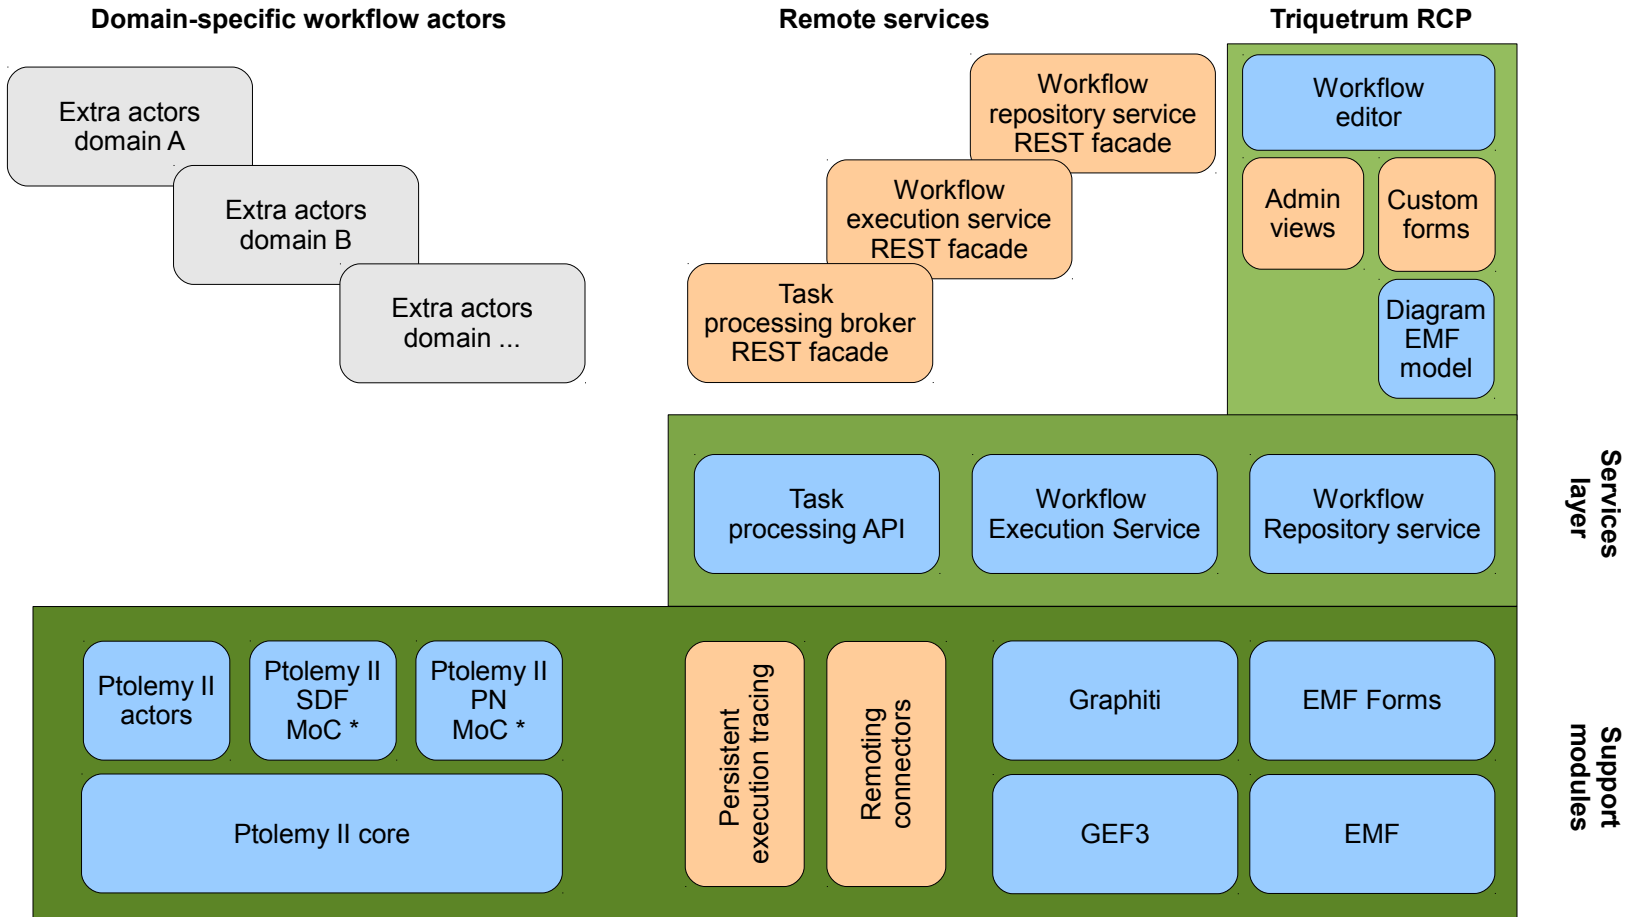 Domain-specific workflow actors
Remote services
Triquetrum RCP
Extra actors
domain A
Extra actors
domain B
Extra actors
domain ...
Workflow
repository service
REST facade
Workflow
execution service
REST facade
Task
processing broker
REST facade
Workflow
editor
Admin
views
Custom
forms
Diagram
EMF
model
Services
layer
Task
processing API
Workflow
Execution Service
Workflow
Repository service
Support
modules
Ptolemy II
actors
Ptolemy II
SDF
MoC *
Ptolemy II
PN
MoC *
Ptolemy II core
Persistent
execution tracing
Remoting
connectors
Graphiti
EMF Forms
GEF3
EMF